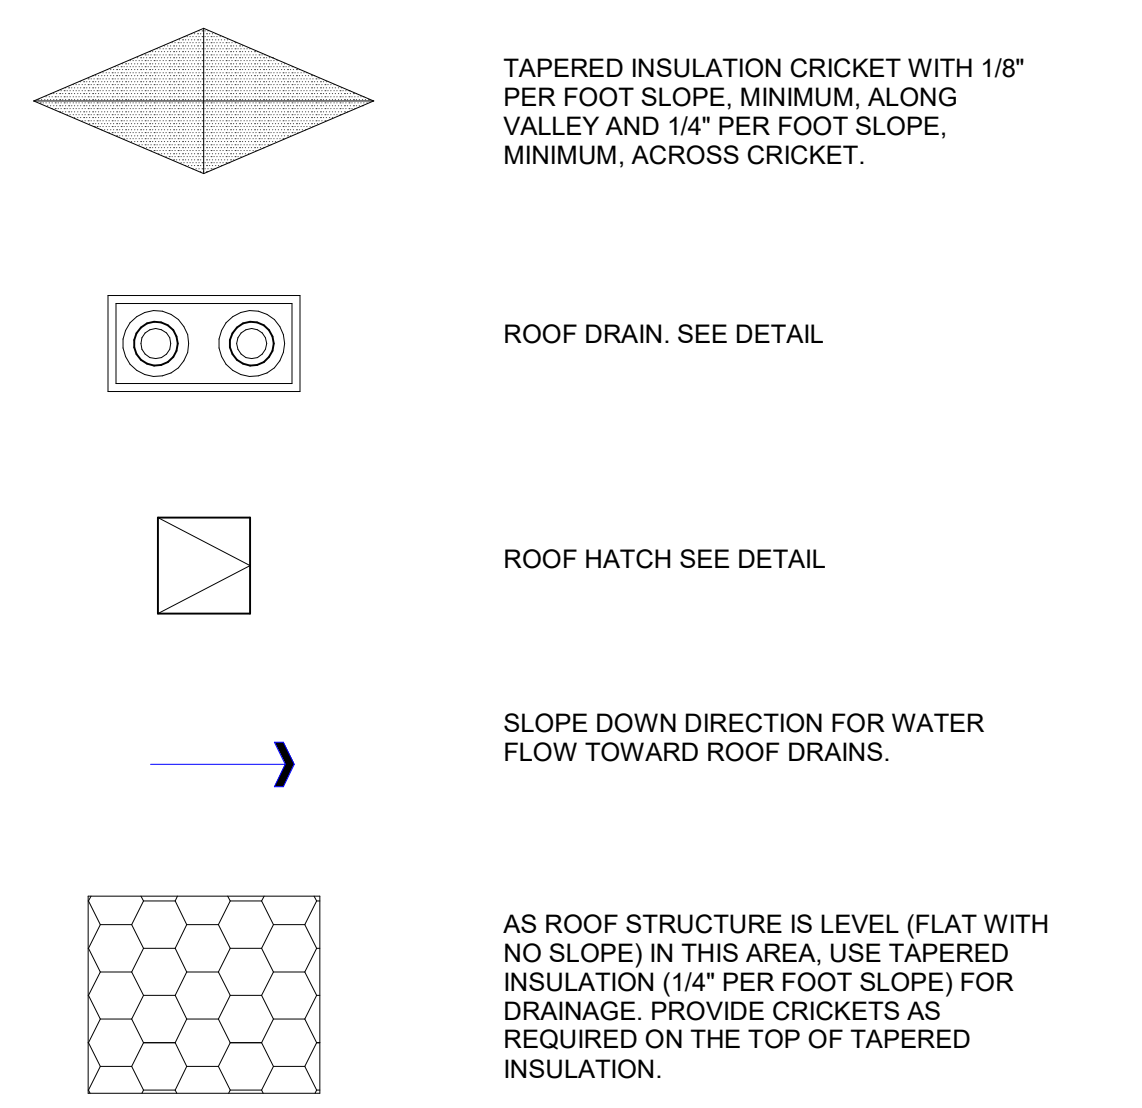 TAPERED INSULATION CRICKET WITH 1/8"
PER FOOT SLOPE, MINIMUM, ALONG
VALLEY AND 1/4" PER FOOT SLOPE,
MINIMUM, ACROSS CRICKET.
ROOF DRAIN. SEE DETAIL
ROOF HATCH SEE DETAIL
SLOPE DOWN DIRECTION FOR WATER
FLOW TOWARD ROOF DRAINS.
AS ROOF STRUCTURE IS LEVEL (FLAT WITH
NO SLOPE) IN THIS AREA, USE TAPERED
INSULATION (1/4" PER FOOT SLOPE) FOR
DRAINAGE. PROVIDE CRICKETS AS
REQUIRED ON THE TOP OF TAPERED
INSULATION.